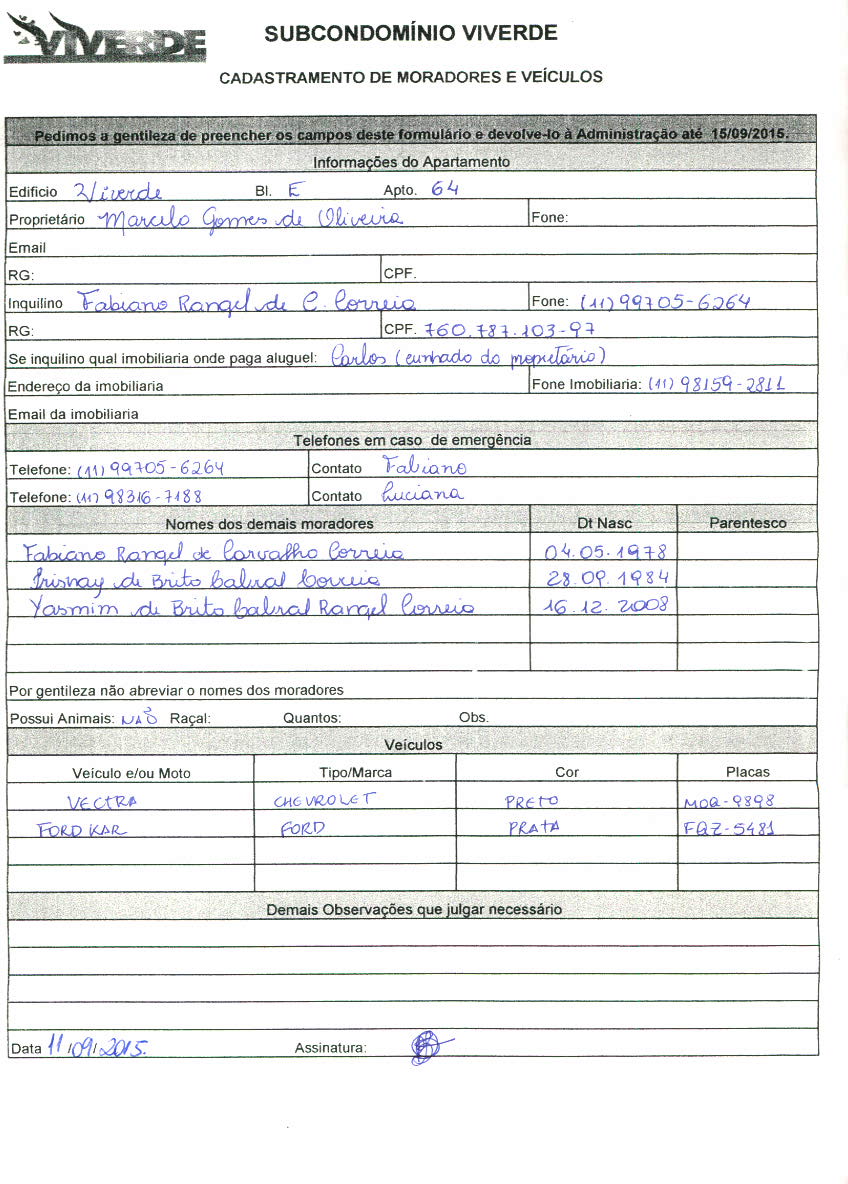 VIVERDE
SUBCONDOMÍNIO VIVERDE
CADASTRAMENTO DE MORADORES E VEÍCULOS
Pedimos a gentileza de preencher os campos deste formulário e devolve-lo à Administração até 15/09/2015.
Informações do Apartamento
Edificio Viverde Bl. E Apto. 64
Proprietário Marcelo Gomes de Oliveira Fone:
Email
RG: CPF.
Inquilino Fabiano Rangel de C. Correia Fone: (11) 99705-6264
RG: CPF. 760.787.103-97
Se inquilino qual imobiliaria onde paga aluguel: Carlos (cunhado do proprietário)
Endereço da imobiliaria Fone Imobiliaria: (11) 98159-2811
Email da imobiliaria
Telefones em caso de emergência
Telefone: (11) 99705-6264 Contato Fabiano
Telefone: (11) 98316-7188 Contato Luciana
Nomes dos demais moradores Dt Nasc Parentesco
Fabiano Rangel de Carvalho Correia 04.05.1978
de Brito Cabral Correia 28.09.1984
Yasmim de Brito Cabral Rangel Correia 16.12.2008
Por gentileza não abreviar o nomes dos moradores
Possui Animais: NÃO Raçal: Quantos: Obs.
Veículos
Veículo e/ou Moto Tipo/Marca Cor Placas
VECTRA CHEVROLET PRETO MOQ-9898
FORD KAR FORD PRATA FQZ-5481
Demais Observações que julgar necessário
Data 11/09/2015. Assinatura: